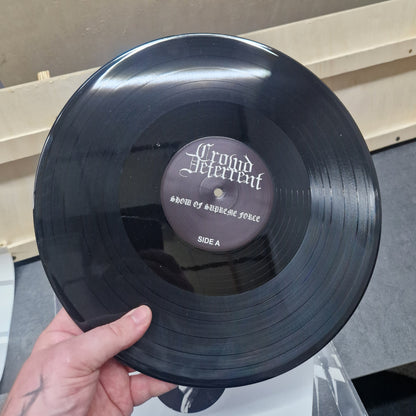 Crowd
Deterrent
SHOW OF SUPREME FORCE
SIDE A